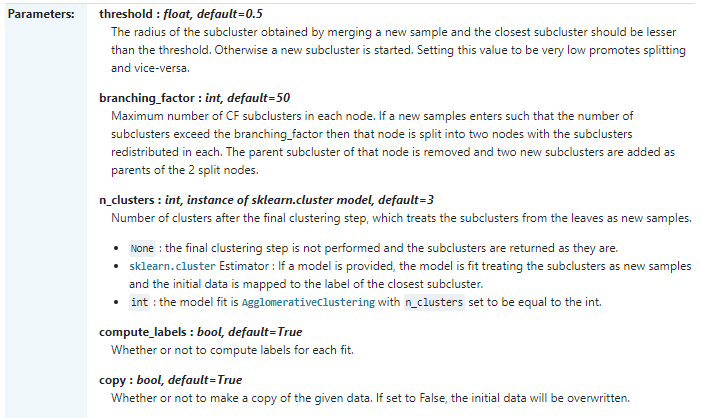 Parameters:
threshold : float, default=0.5
The radius of the subcluster obtained by merging a new sample and the closest subcluster should be lesser
than the threshold. Otherwise a new subcluster is started. Setting this value to be very low promotes splitting
and vice-versa.
branching_factor : int, default=50
Maximum number of CF subclusters in each node. If a new samples enters such that the number of
subclusters exceed the branching_factor then that node is split into two nodes with the subclusters
redistributed in each. The parent subcluster of that node is removed and two new subclusters are added as
parents of the 2 split nodes.
n_clusters : int, instance of sklearn.cluster model, default=3
Number of clusters after the final clustering step, which treats the subclusters from the leaves as new samples.
• None : the final clustering step is not performed and the subclusters are returned as they are.
• sklearn.cluster Estimator : If a model is provided, the model is fit treating the subclusters as new samples
and the initial data is mapped to the label of the closest subcluster.
• int : the model fit is AgglomerativeClustering with n_clusters set to be equal to the int.
compute_labels : bool, default=True
Whether or not to compute labels for each fit.
copy : bool, default=True
Whether or not to make a copy of the given data. If set to False, the initial data will be overwritten.